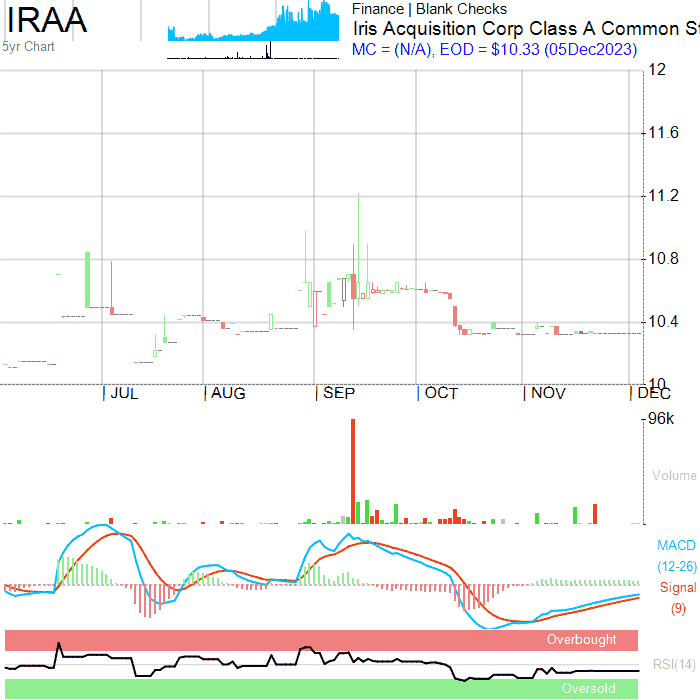 IRAA
5yr Chart
Finance | Blank Checks
Iris Acquisition Corp Class A Common St
MC = (N/A), EOD = $10.33 (05Dec2023)
12
11.6
11.2
10.8
10.4
10
JUL
AUG
SEP
OCT
NOV
DEC
96k
Volume
MACD
(12-26)
Signal
(9)
Overbought
RSI(14)
Oversold